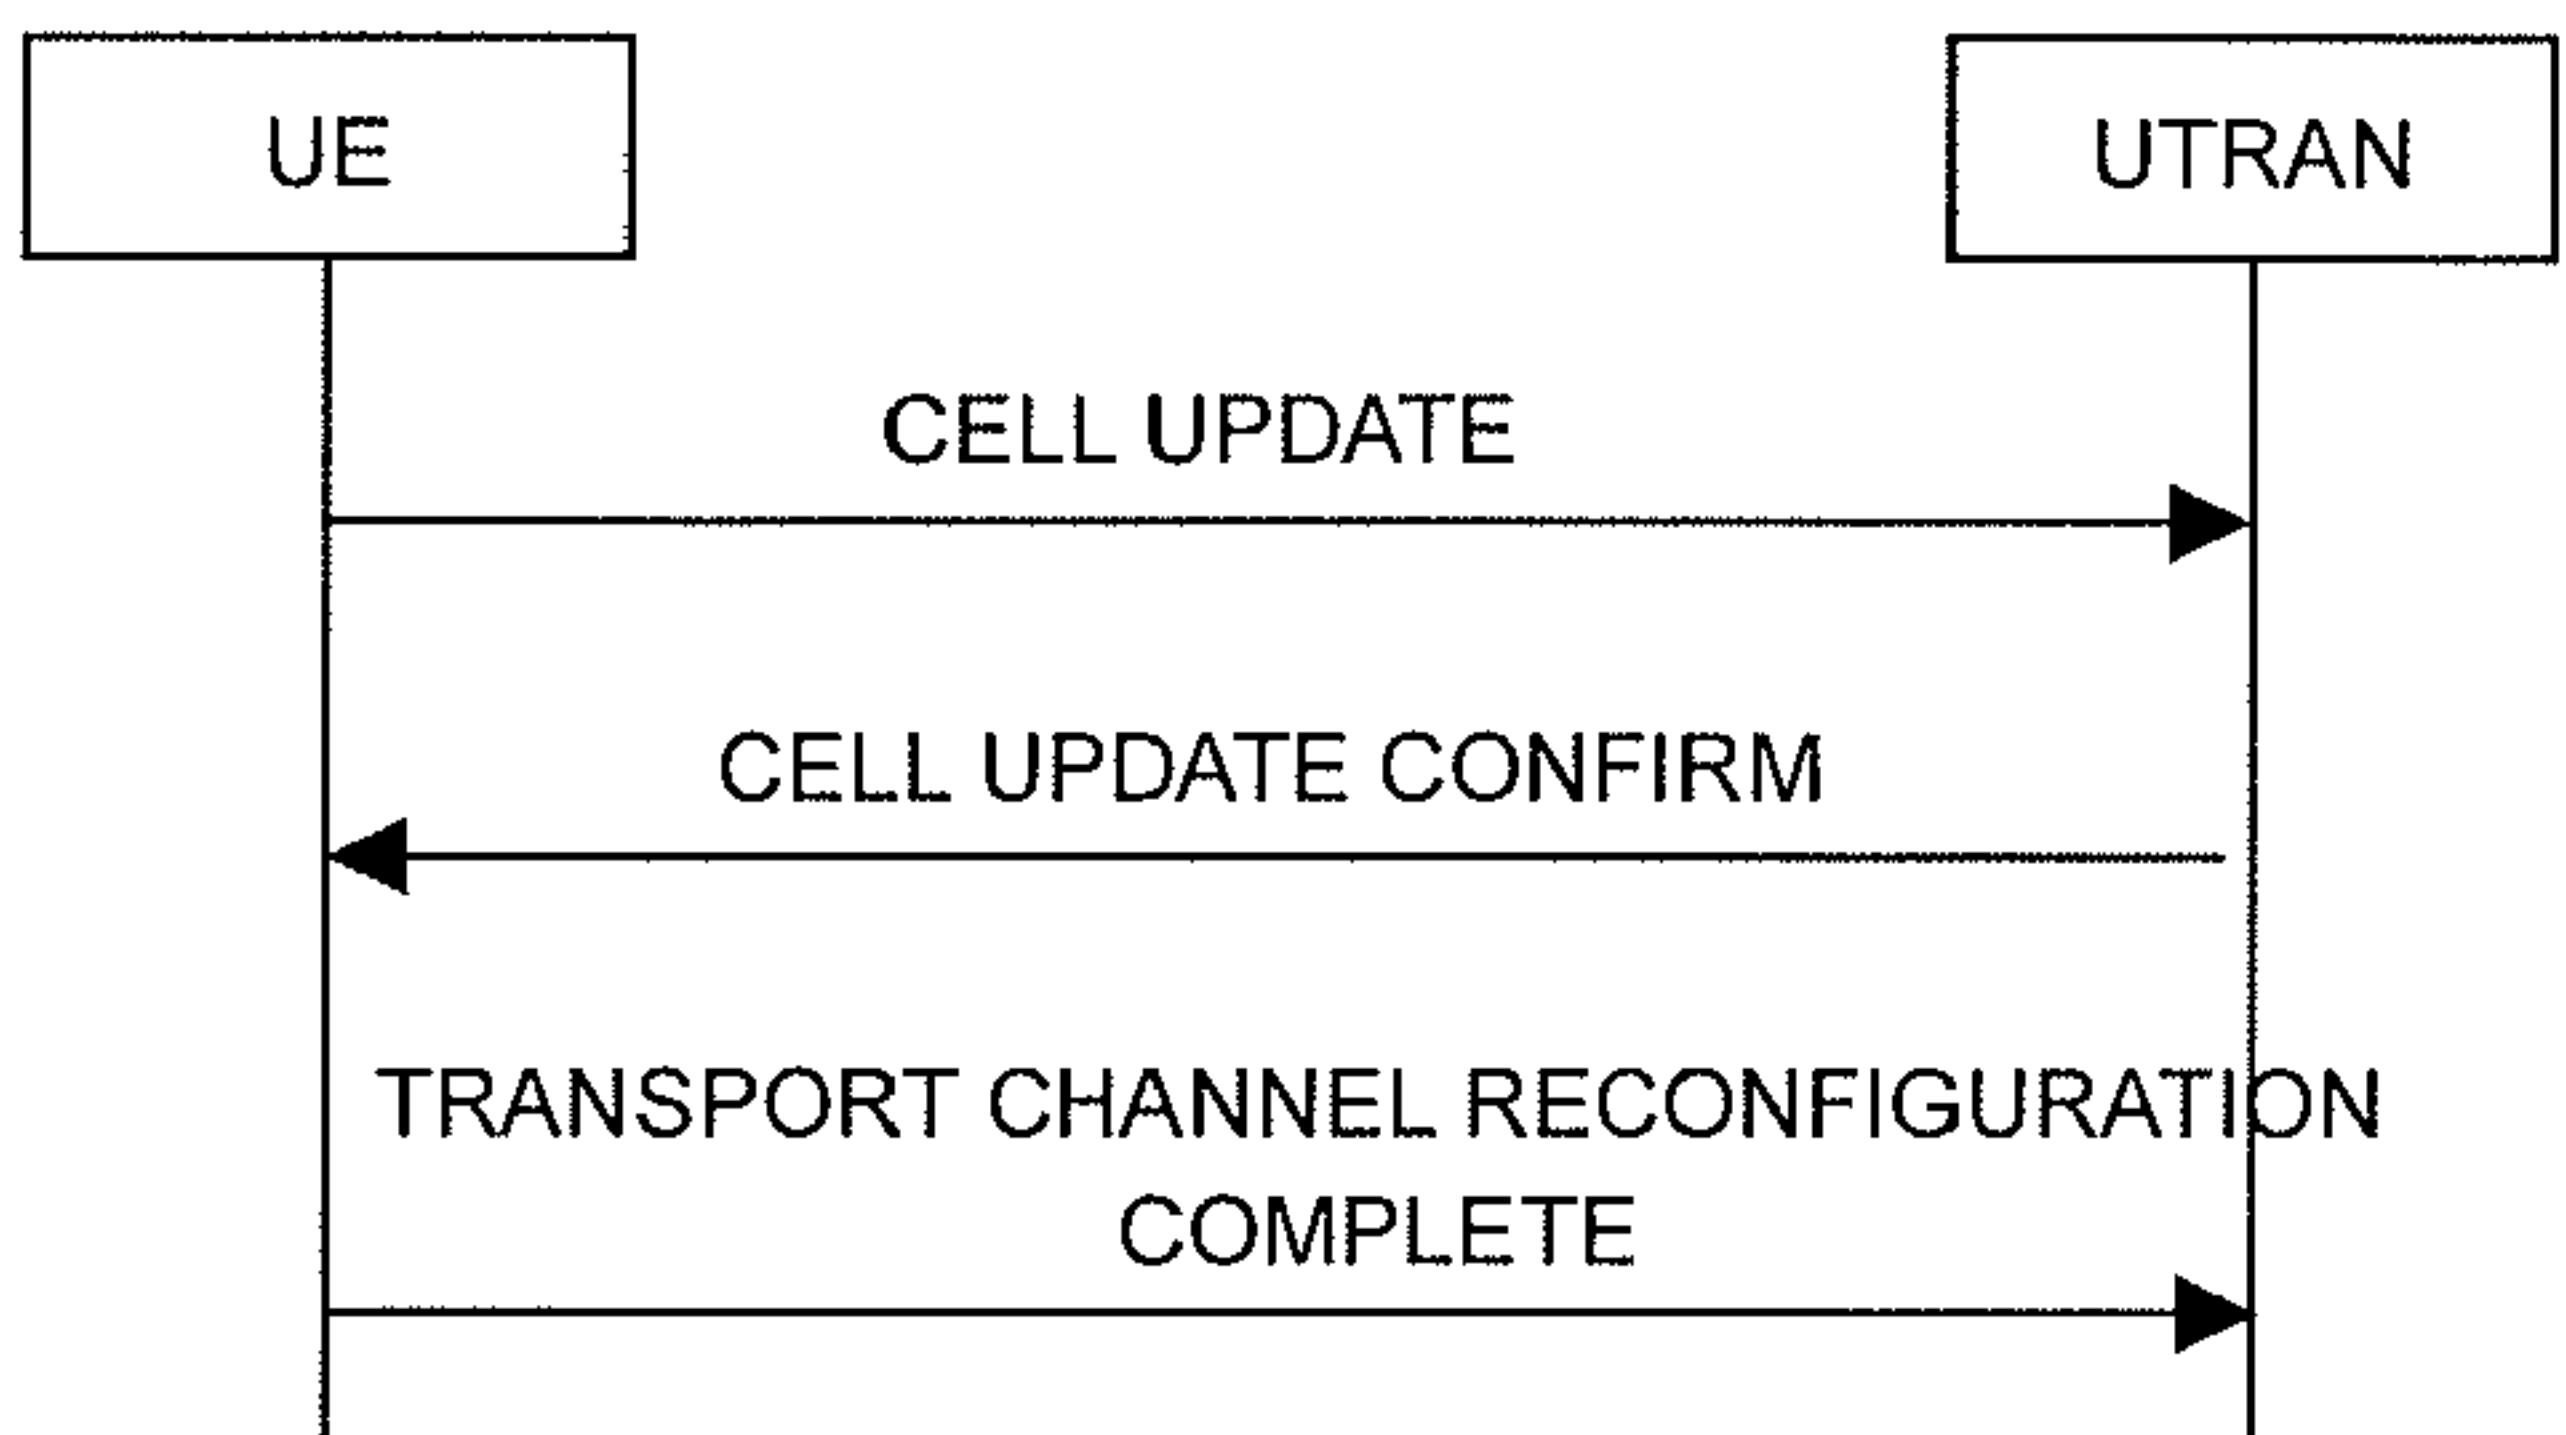 UE
UTRAN
CELL UPDATE
CELL UPDATE CONFIRM
TRANSPORT CHANNEL RECONFIGURATION
COMPLETE